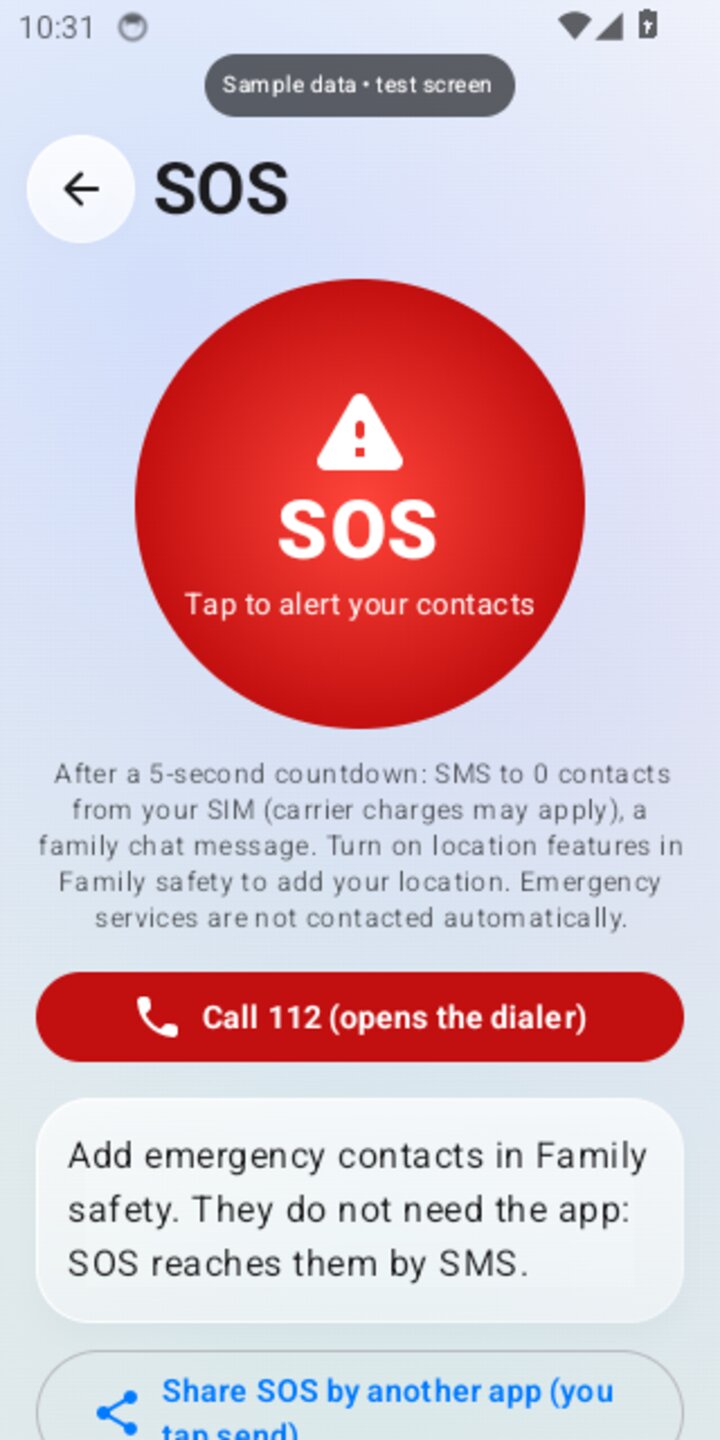 10:31
Sample data • test screen
SOS
SOS
Tap to alert your contacts
After a 5-second countdown: SMS to 0 contacts
from your SIM (carrier charges may apply), a
family chat message. Turn on location features in
Family safety to add your location. Emergency
services are not contacted automatically.
Call 112 (opens the dialer)
Add emergency contacts in Family
safety. They do not need the app:
SOS reaches them by SMS.
Share SOS by another app (you
tap send)